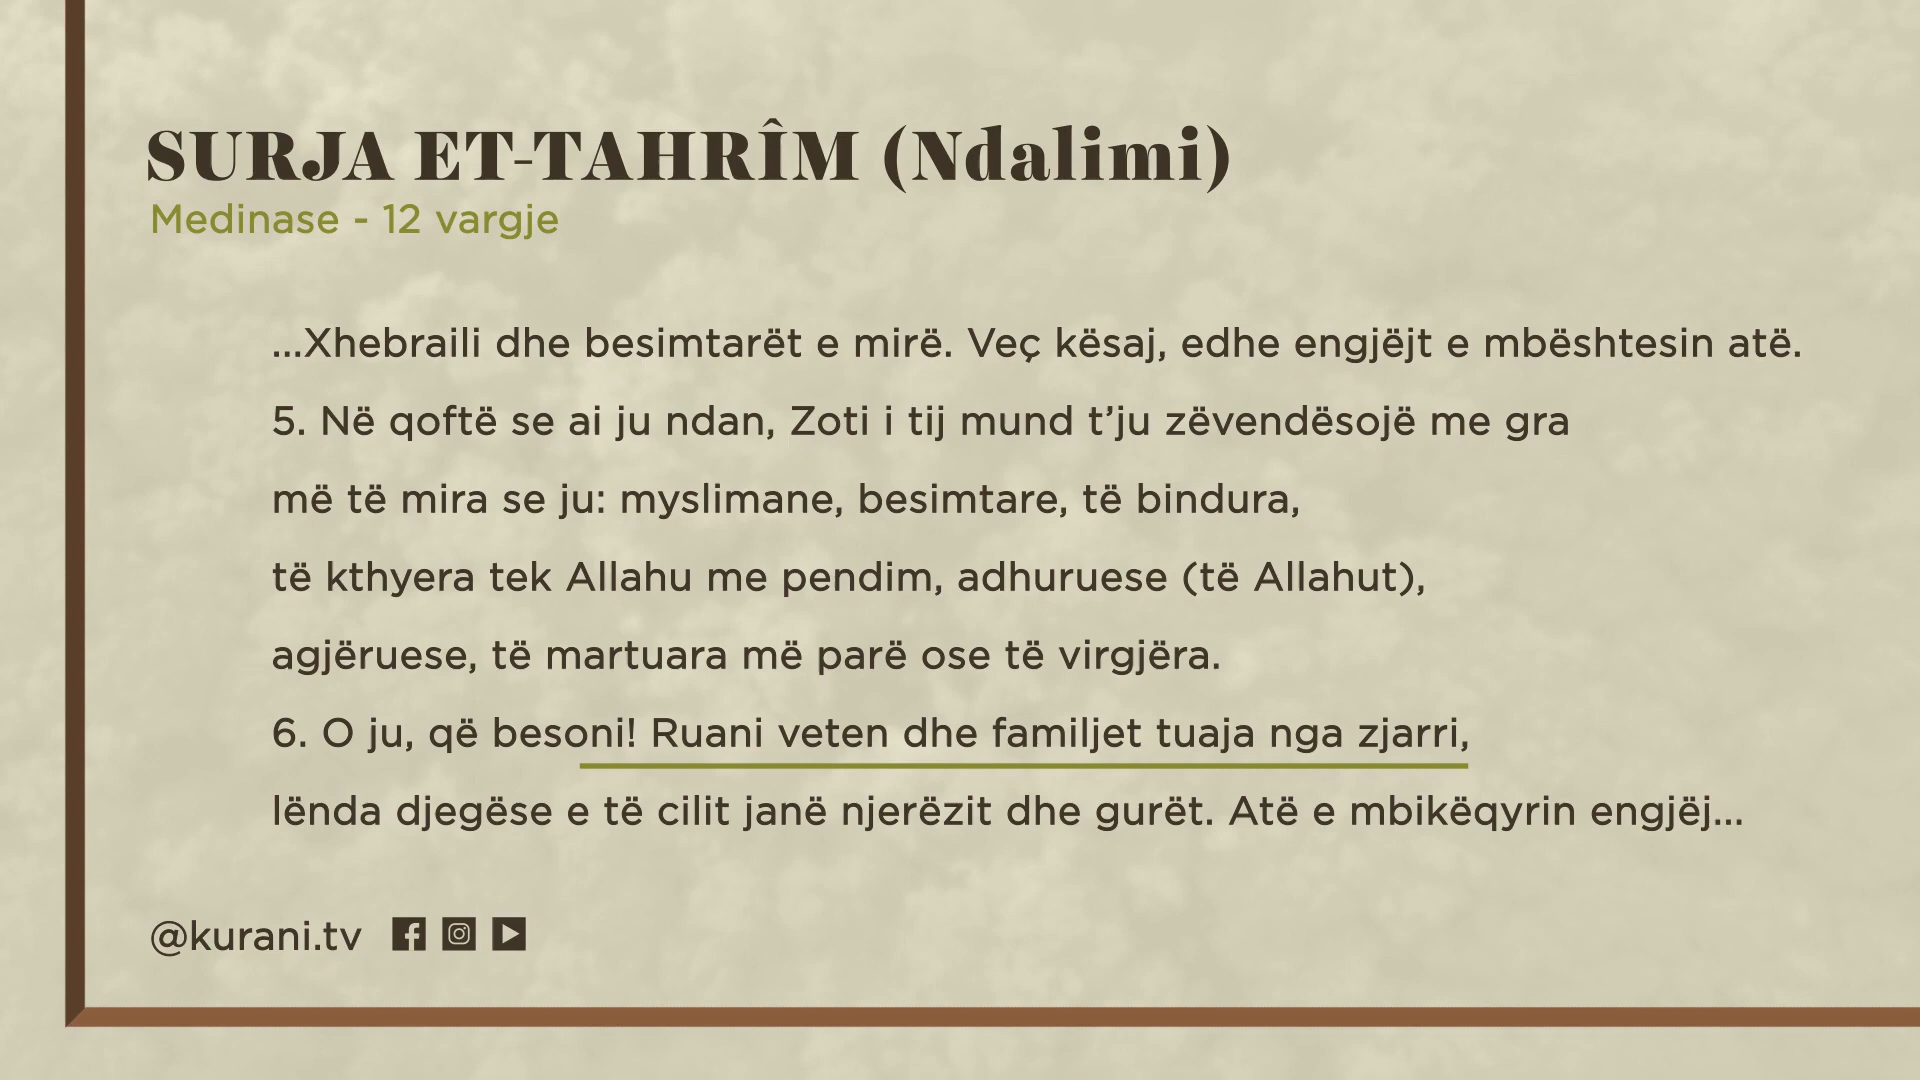 SURJA ET-TAHRÎM (Ndalimi)
Medinase - 12 vargje
...Xhebraili dhe besimtarët e mirë. Veç kësaj, edhe engjëjt e mbështesin atë.
5. Në qoftë se ai ju ndan, Zoti i tij mund t’ju zëvendësojë me gra
më të mira se ju: myslimane, besimtare, të bindura,
të kthyera tek Allahu me pendim, adhuruese (të Allahut),
agjëruese, të martuara më parë ose të virgjëra.
6. O ju, që besoni! Ruani veten dhe familjet tuaja nga zjarri,
lënda djegëse e të cilit janë njerëzit dhe gurët. Atë e mbikëqyrin engjëj...
@kurani.tv